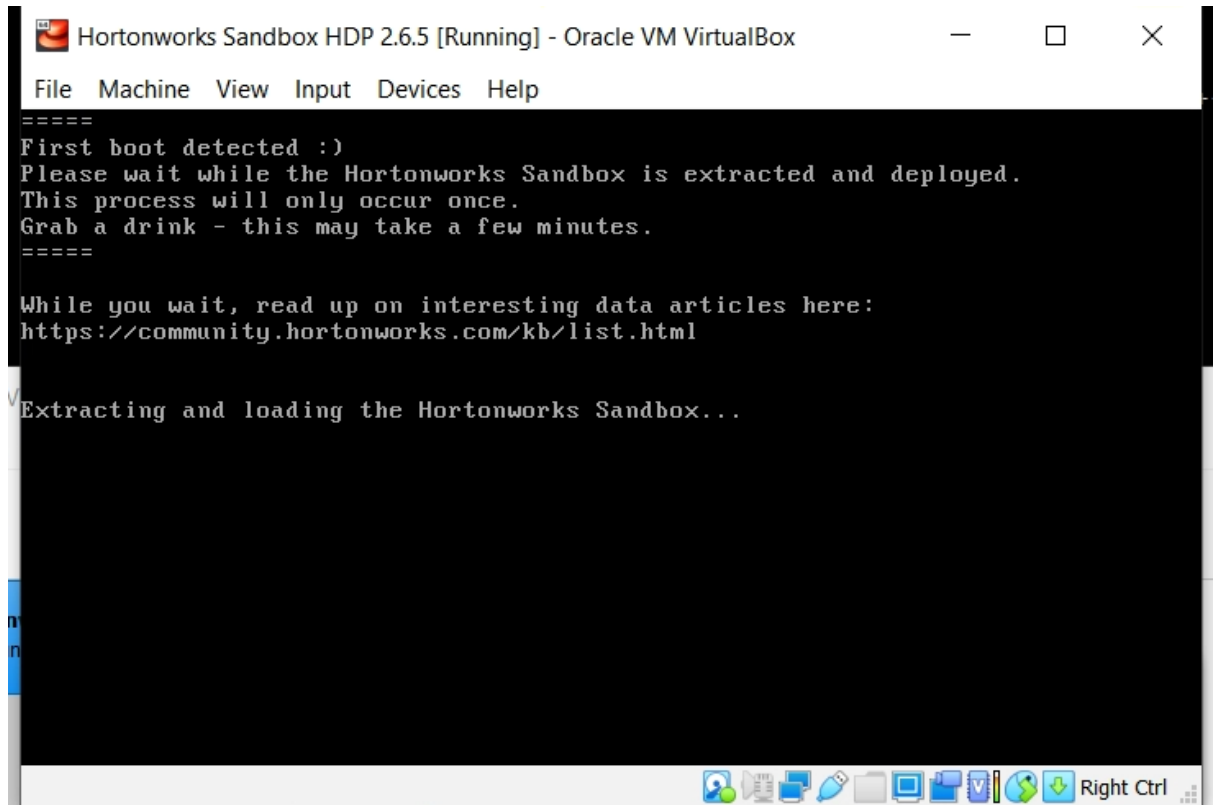 Hortonworks Sandbox HDP 2.6.5 [Running] - Oracle VM VirtualBox
File Machine View Input Devices Help
=====
First boot detected :)
Please wait while the Hortonworks Sandbox is extracted and deployed.
This process will only occur once.
Grab a drink - this may take a few minutes.
=====
While you wait, read up on interesting data articles here:
https://community.hortonworks.com/kb/list.html
Extracting and loading the Hortonworks Sandbox...
Right Ctrl